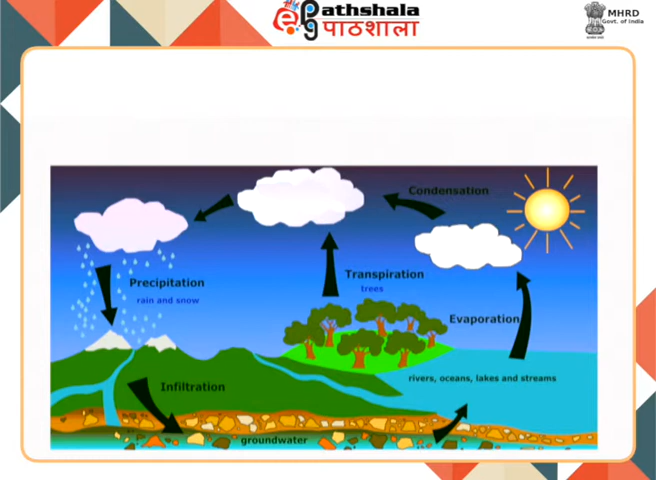 Pathshala
पाठशाला
MHRD
Govt. of India
Condensation
Precipitation
rain and snow
Transpiration
trees
Evaporation
rivers, oceans, lakes and streams
Infiltration
groundwater